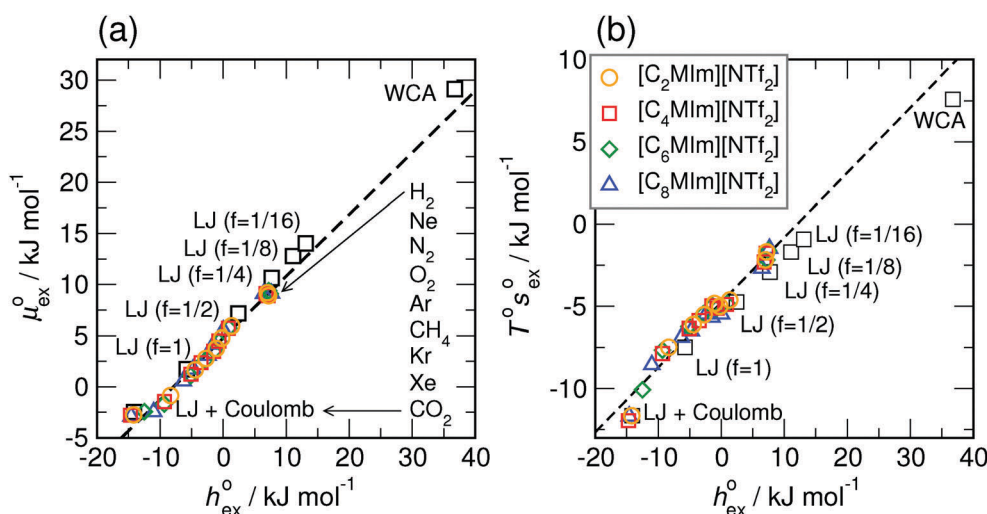 (a)
30
25
20
15
10
5
0
-5
μ°ex / kJ mol⁻¹
WCA
H₂
Ne
N₂
O₂
Ar
CH₄
Kr
Xe
CO₂
LJ (f=1/16)
LJ (f=1/8)
LJ (f=1/4)
LJ (f=1/2)
LJ (f=1)
LJ + Coulomb
-20 -10 0 10 20 30 40
h°ex / kJ mol⁻¹
(b)
10
5
0
-5
-10
T°s°ex / kJ mol⁻¹
[C₂MIm][NTf₂]
[C₄MIm][NTf₂]
[C₆MIm][NTf₂]
[C₈MIm][NTf₂]
WCA
LJ (f=1/16)
LJ (f=1/8)
LJ (f=1/4)
LJ (f=1/2)
LJ (f=1)
LJ + Coulomb
-20 -10 0 10 20 30 40
h°ex / kJ mol⁻¹